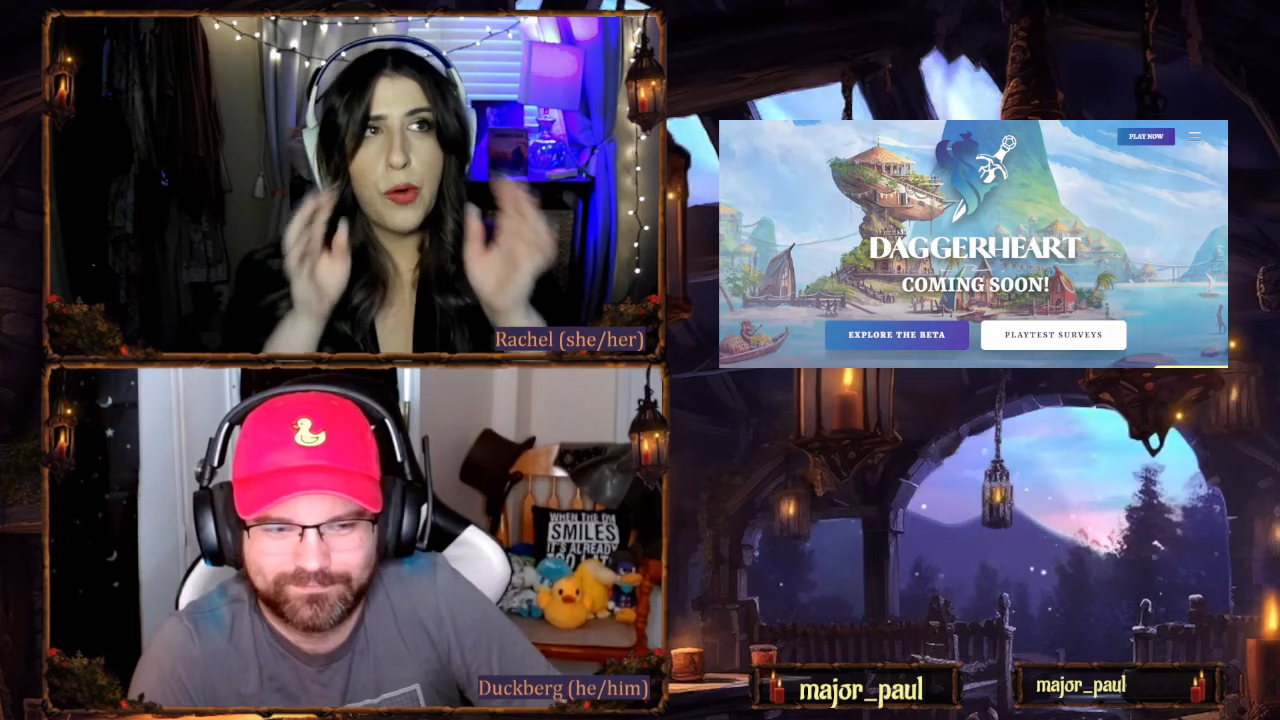 Rachel (she/her)
PLAY NOW
DAGGERHEART
COMING SOON!
EXPLORE THE BETA
PLAYTEST SURVEYS
WHEN THE
SMILES
IT'S ALREADY
Duckberg (he/him)
major_paul
major_paul